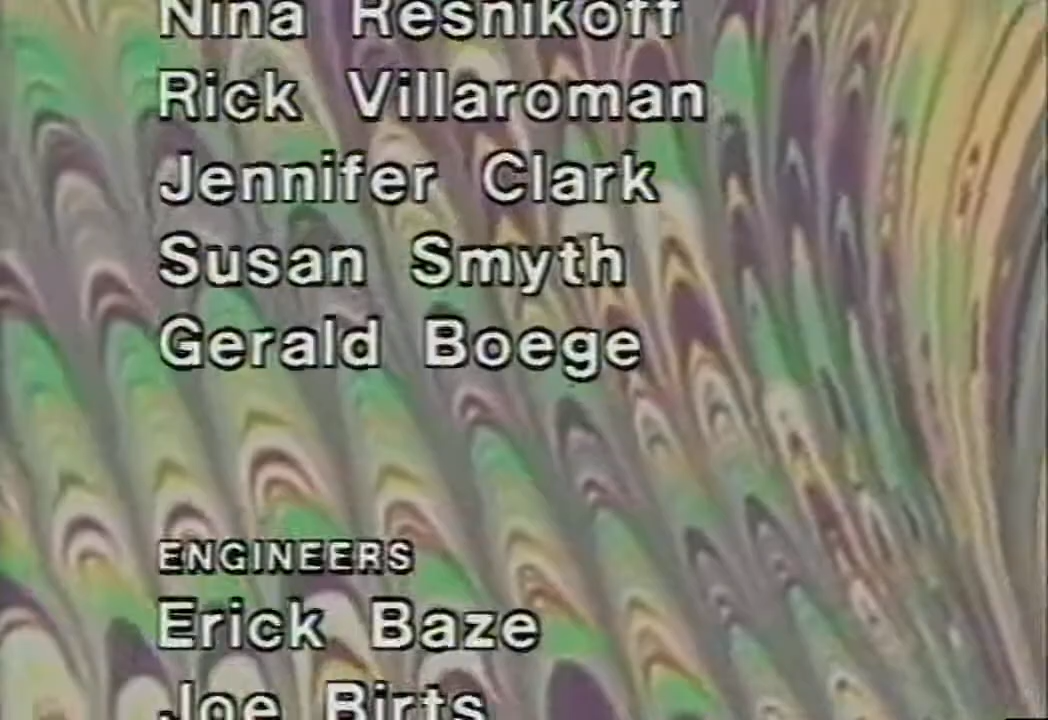 Nina Resnikoff
Rick Villaroman
Jennifer Clark
Susan Smyth
Gerald Boege
ENGINEERS
Erick Baze
Joe Birts